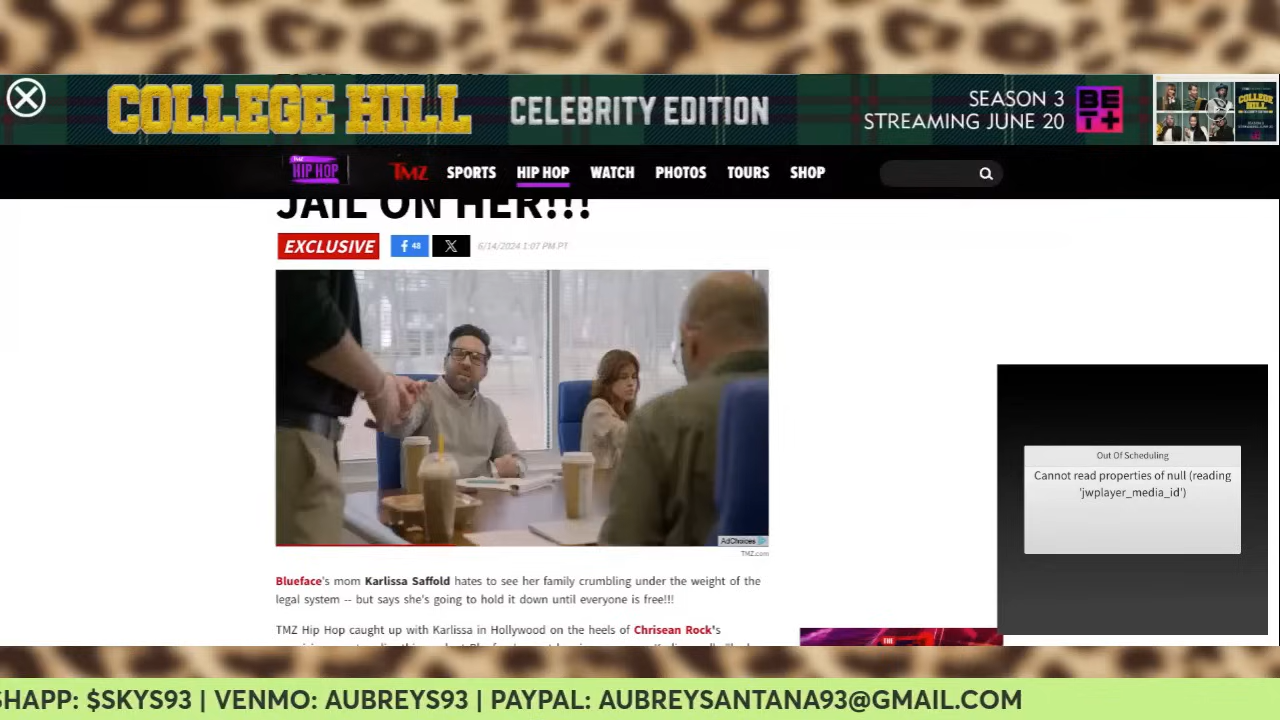 COLLEGE HILL CELEBRITY EDITION
SEASON 3
STREAMING JUNE 20
BET+
TMZ HIP HOP TMZ SPORTS HIP HOP WATCH PHOTOS TOURS SHOP
JAIL ON HER!!!
EXCLUSIVE f 48 X 6/14/2024 1:07 PM PT
AdChoices
TMZ.com
Out Of Scheduling
Cannot read properties of null (reading
'jwplayer_media_id')
Blueface's mom Karlissa Saffold hates to see her family crumbling under the weight of the
legal system -- but says she's going to hold it down until everyone is free!!!
TMZ Hip Hop caught up with Karlissa in Hollywood on the heels of Chrisean Rock's
THE
SHAPP: $SKYS93 | VENMO: AUBREYS93 | PAYPAL: AUBREYSANTANA93@GMAIL.COM